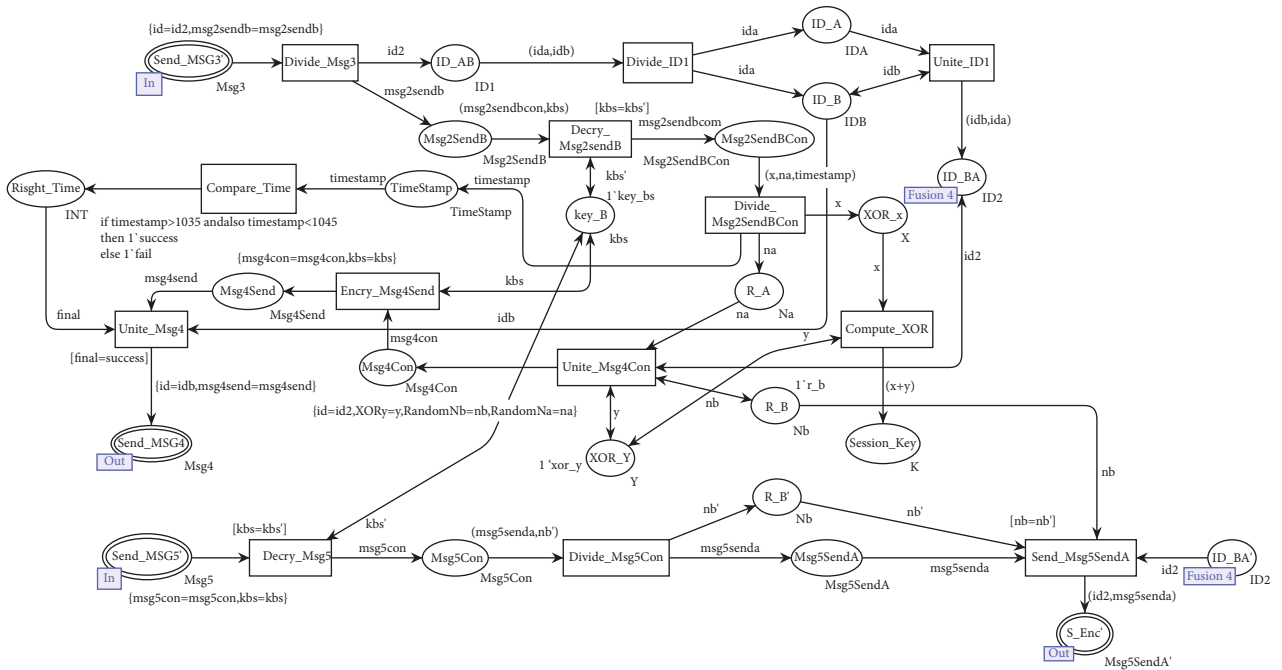 {id=id2,msg2sendb=msg2sendb}
Send_MSG3'
In
Msg3
Divide_Msg3
id2
ID_AB
ID1
(ida,idb)
Divide_ID1
ida
ID_A
IDA
ida
Unite_ID1
ida
ID_B
IDB
idb
(idb,ida)
msg2sendb
Msg2SendB
Msg2SendB
(msg2sendbcon,kbs)
[kbs=kbs']
Decry_
Msg2sendB
msg2sendbcom
Msg2SendBCon
Msg2SendBCon
(x,na,timestamp)
ID_BA
Fusion 4
ID2
Risght_Time
INT
Compare_Time
timestamp
TimeStamp
TimeStamp
timestamp
kbs'
1`key_bs
key_B
kbs
Divide_
Msg2SendBCon
x
XOR_x
X
if timestamp>1035 andalso timestamp<1045
then 1`success
else 1`fail
na
id2
x
{msg4con=msg4con,kbs=kbs}
msg4send
Msg4Send
Msg4Send
Encry_Msg4Send
kbs
R_A
Na
na
final
Unite_Msg4
idb
y
Compute_XOR
[final=success]
msg4con
Msg4Con
Msg4Con
Unite_Msg4Con
{id=idb,msg4send=msg4send}
(x+y)
1`r_b
R_B
Nb
nb
{id=id2,XORy=y,RandomNb=nb,RandomNa=na}
y
Send_MSG4
Out
Msg4
1 ‘xor_y
XOR_Y
Y
Session_Key
K
nb
R_B'
Nb
nb'
nb'
[nb=nb']
[kbs=kbs']
kbs'
(msg5senda,nb')
Send_MSG5'
In
Msg5
Decry_Msg5
msg5con
Msg5Con
Msg5Con
Divide_Msg5Con
msg5senda
Msg5SendA
Msg5SendA
msg5senda
Send_Msg5SendA
id2
ID_BA'
Fusion 4
ID2
{msg5con=msg5con,kbs=kbs}
(id2,msg5senda)
S_Enc'
Out
Msg5SendA'